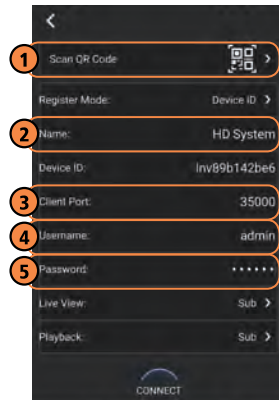 1 Scan QR Code
Register Mode: Device ID
2 Name: HD System
Device ID: lnv89b142be6
3 Client Port: 35000
4 Username: admin
5 Password: ••••••
Live View: Sub
Playback: Sub
CONNECT